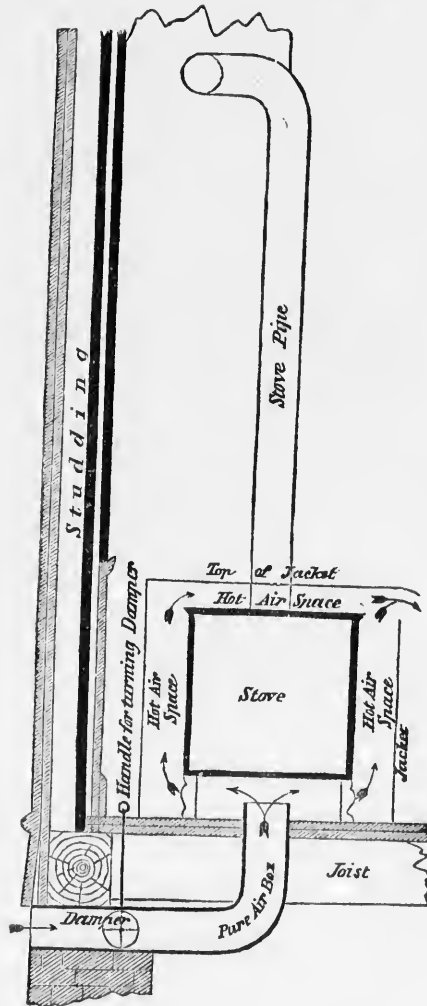 Studding
Stove Pipe
Top of Jacket
Hot Air Space
Handle for turning Damper
Hot Air
Space
Stove
Hot Air
Space
Jacket
Joist
Damper
Pure Air Box